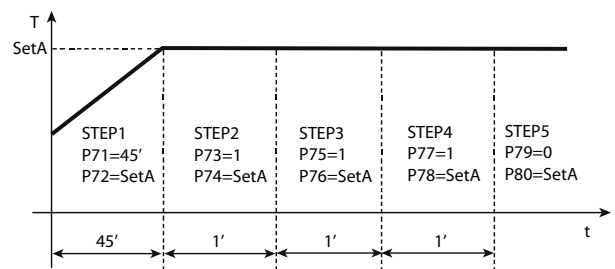 T
SetA
STEP1
P71=45'
P72=SetA
STEP2
P73=1
P74=SetA
STEP3
P75=1
P76=SetA
STEP4
P77=1
P78=SetA
STEP5
P79=0
P80=SetA
t
45'
1'
1'
1'